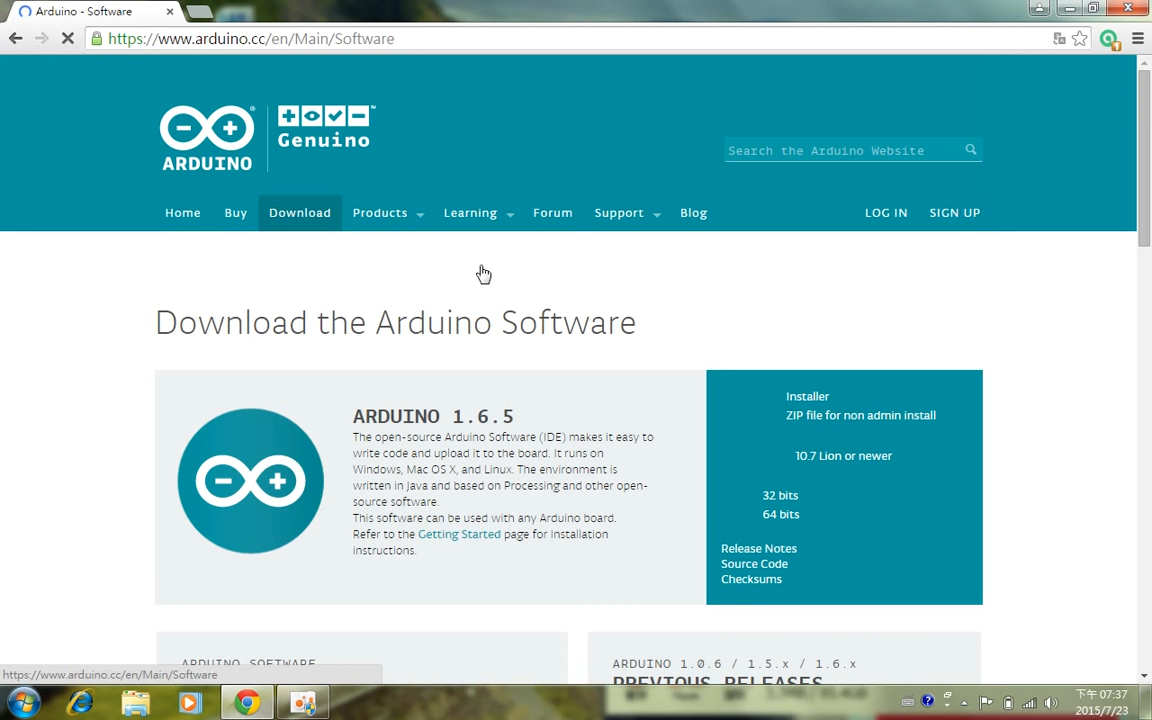 Arduino - Software
https://www.arduino.cc/en/Main/Software
ARDUINO
Genuino
Search the Arduino Website
Home Buy Download Products Learning Forum Support Blog LOG IN SIGN UP
Download the Arduino Software
ARDUINO 1.6.5
The open-source Arduino Software (IDE) makes it easy to
write code and upload it to the board. It runs on
Windows, Mac OS X, and Linux. The environment is
written in Java and based on Processing and other open-
source software.
This software can be used with any Arduino board.
Refer to the Getting Started page for Installation
instructions.
Installer
ZIP file for non admin install
10.7 Lion or newer
32 bits
64 bits
Release Notes
Source Code
Checksums
ARDUINO SOFTWARE
ARDUINO 1.0.6 / 1.5.x / 1.6.x
PREVIOUS RELEASES
https://www.arduino.cc/en/Main/Software
下午 07:37
2015/7/23